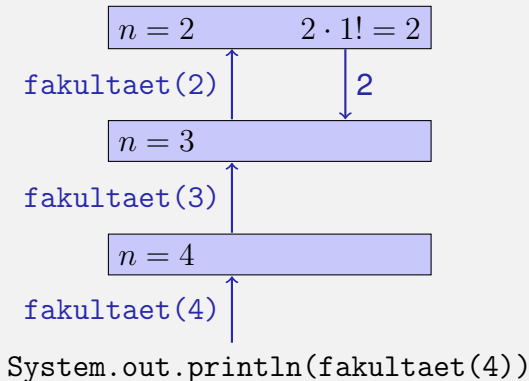 n = 2 2 · 1! = 2
fakultaet(2) 2
n = 3
fakultaet(3)
n = 4
fakultaet(4)
System.out.println(fakultaet(4))